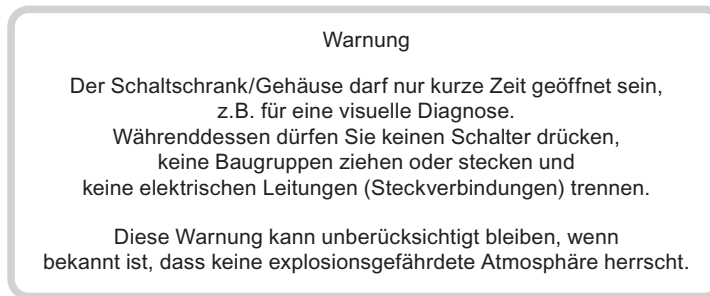 Warnung
Der Schaltschrank/Gehäuse darf nur kurze Zeit geöffnet sein,
z.B. für eine visuelle Diagnose.
Währenddessen dürfen Sie keinen Schalter drücken,
keine Baugruppen ziehen oder stecken und
keine elektrischen Leitungen (Steckverbindungen) trennen.
Diese Warnung kann unberücksichtigt bleiben, wenn
bekannt ist, dass keine explosionsgefährdete Atmosphäre herrscht.